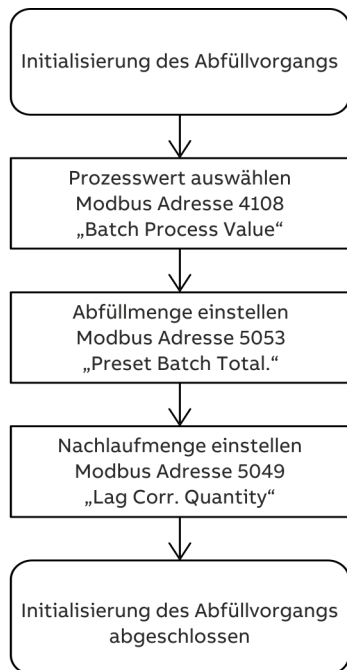 Initialisierung des Abfüllvorgangs
Prozesswert auswählen
Modbus Adresse 4108
„Batch Process Value“
Abfüllmenge einstellen
Modbus Adresse 5053
„Preset Batch Total.“
Nachlaufmenge einstellen
Modbus Adresse 5049
„Lag Corr. Quantity“
Initialisierung des Abfüllvorgangs
abgeschlossen